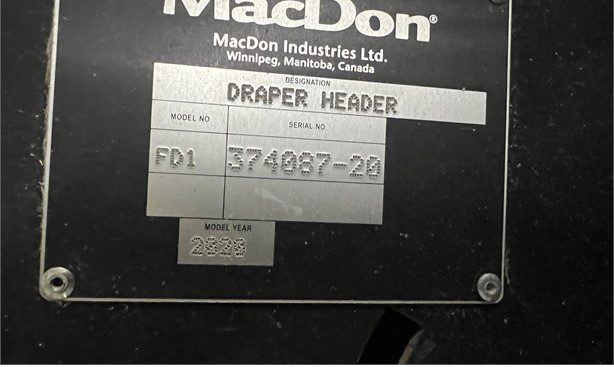 MacDon®
MacDon Industries Ltd.
Winnipeg, Manitoba, Canada
DESIGNATION
DRAPER HEADER
MODEL NO.
SERIAL NO.
FD1
374087-20
MODEL YEAR
2020